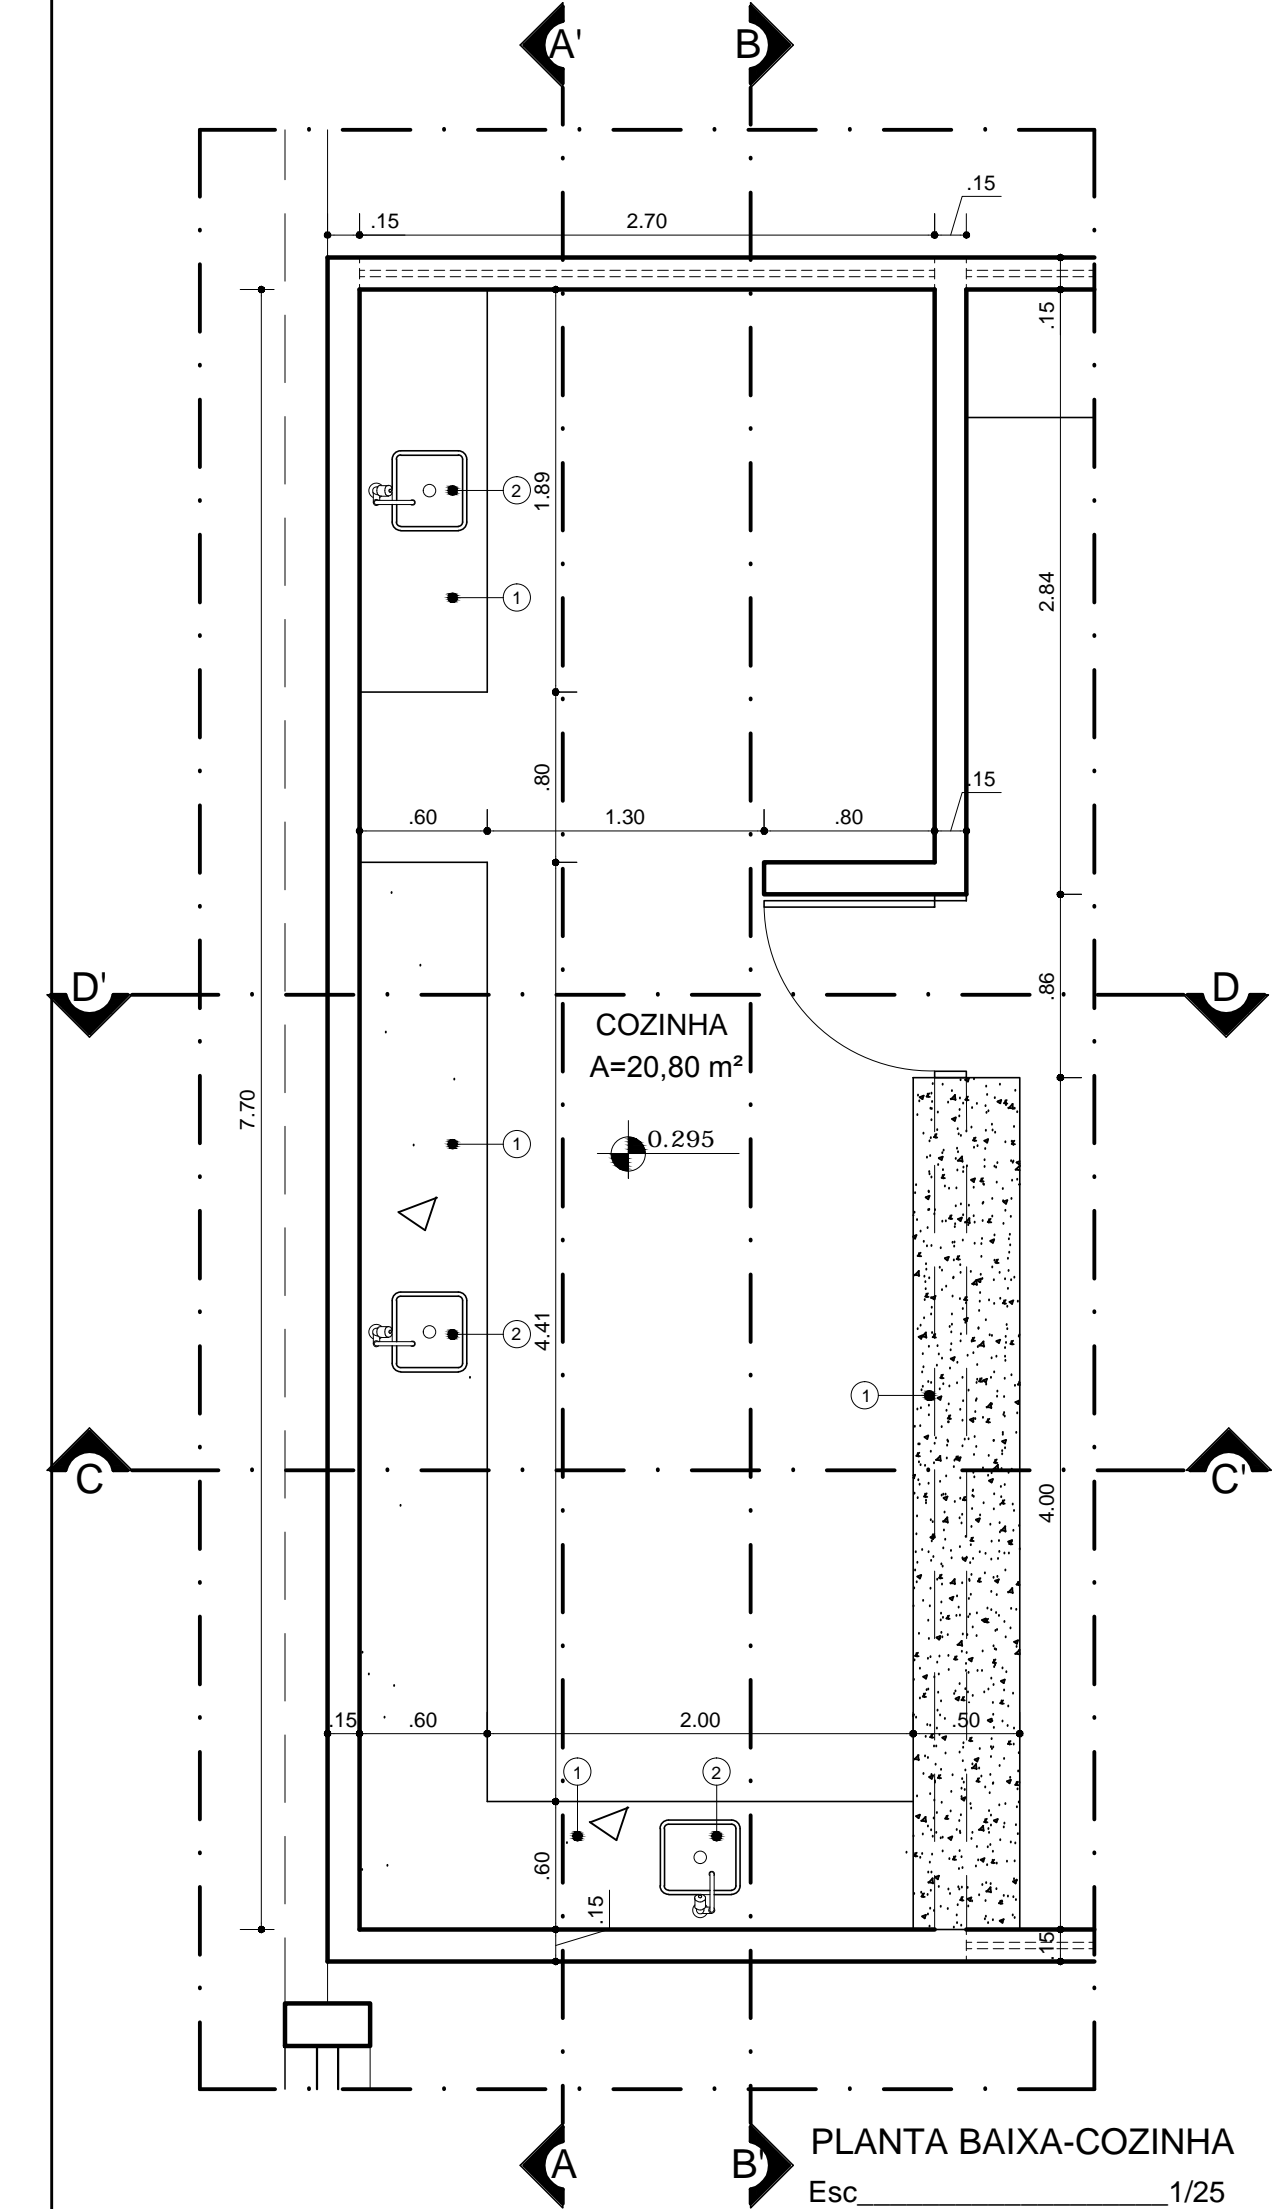 A' B
.15 2.70 .15
.15
2 1.89
1
2.84
.80 .15
.60 1.30 .80
D' .86 D
COZINHA
A=20,80 m²
7.70
1 0.295
2 4.41
1
C C'
4.00
.15 .60 2.00 .50
1 2
.60
.15
.15
A B'
PLANTA BAIXA-COZINHA
Esc___________________1/25